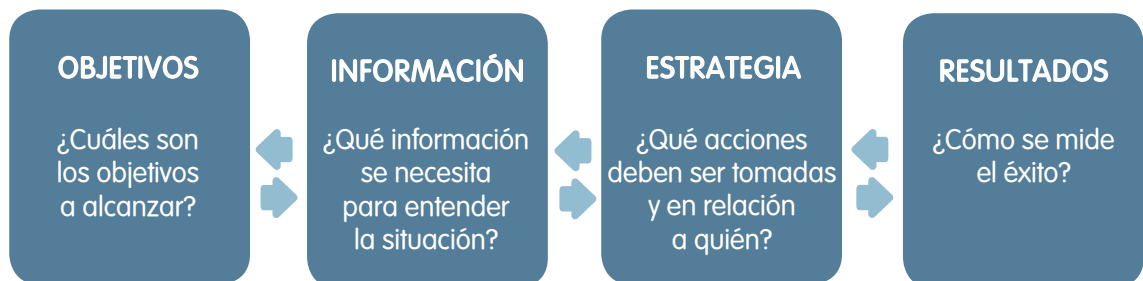 OBJETIVOS
¿Cuáles son
los objetivos
a alcanzar?
INFORMACIÓN
¿Qué información
se necesita
para entender
la situación?
ESTRATEGIA
¿Qué acciones
deben ser tomadas
y en relación
a quién?
RESULTADOS
¿Cómo se mide
el éxito?